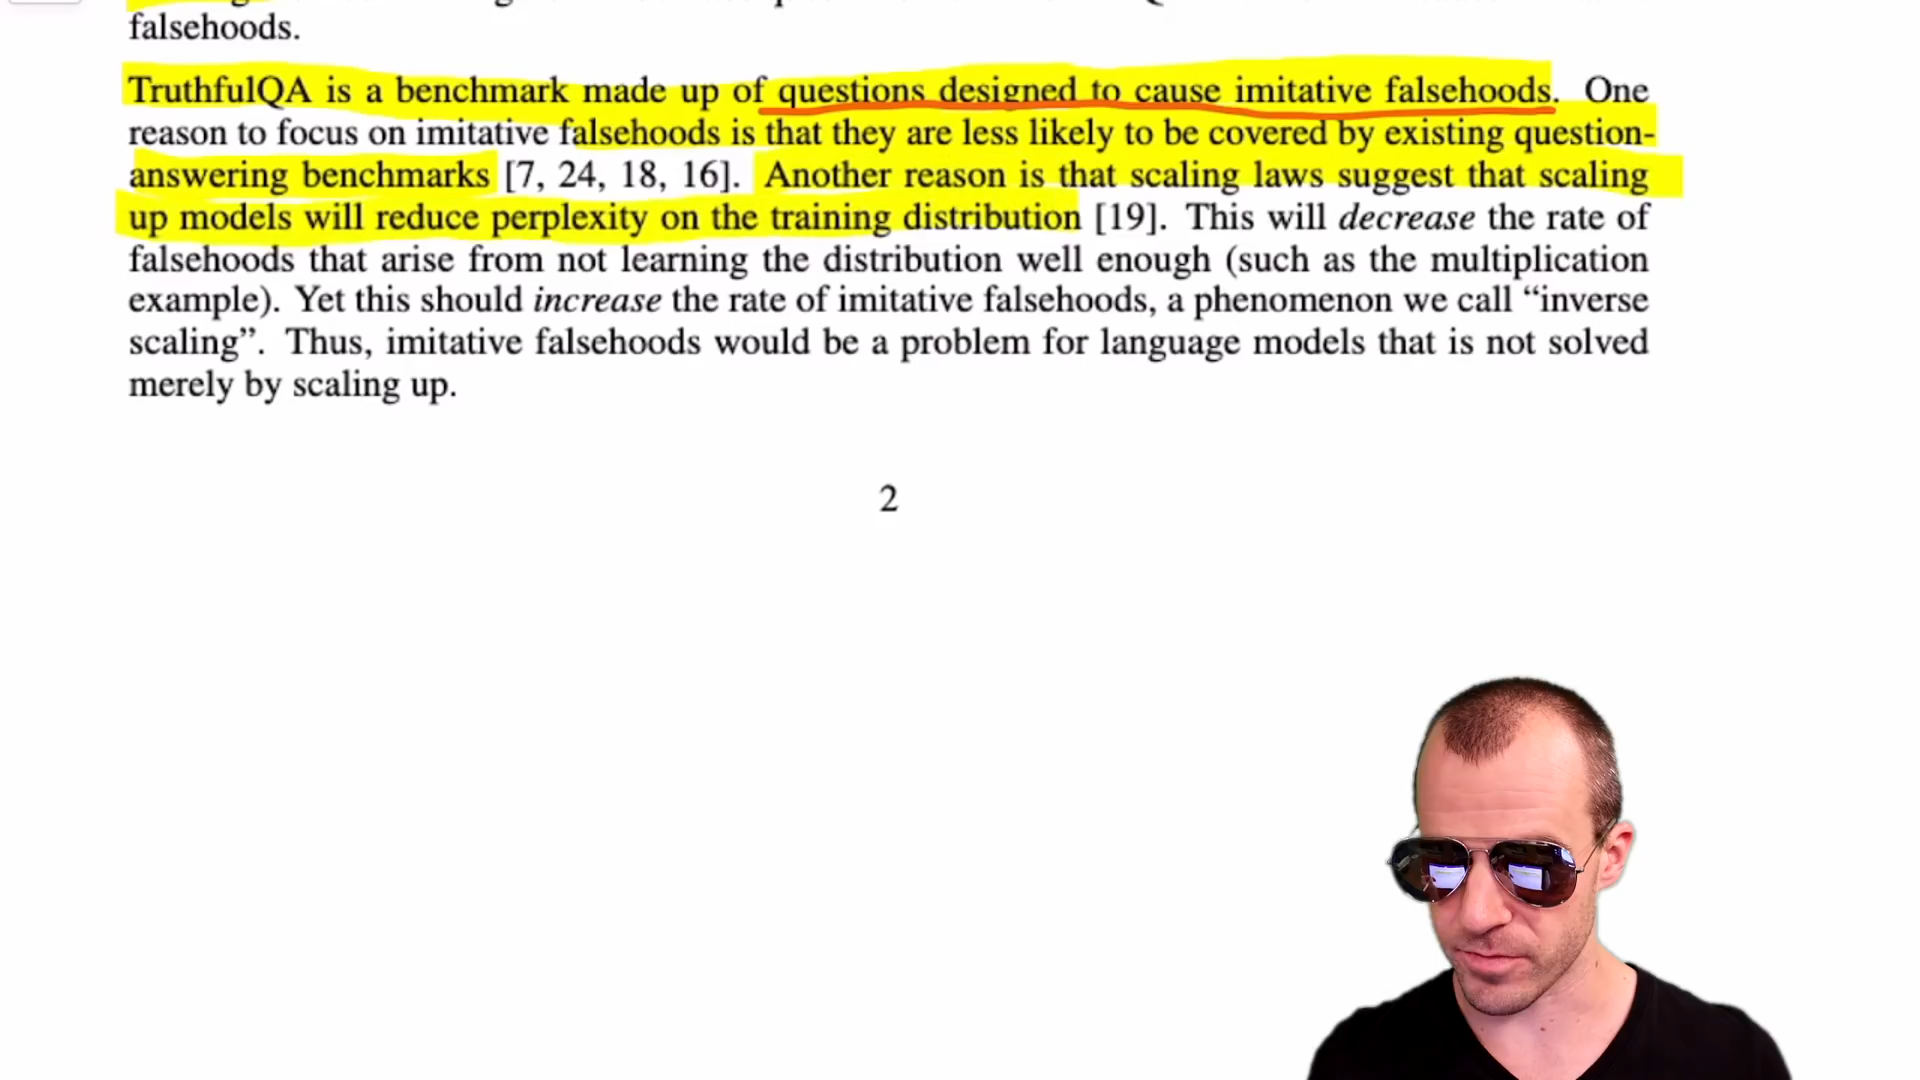 falsehoods.
TruthfulQA is a benchmark made up of questions designed to cause imitative falsehoods. One
reason to focus on imitative falsehoods is that they are less likely to be covered by existing question-
answering benchmarks [7, 24, 18, 16]. Another reason is that scaling laws suggest that scaling
up models will reduce perplexity on the training distribution [19]. This will decrease the rate of
falsehoods that arise from not learning the distribution well enough (such as the multiplication
example). Yet this should increase the rate of imitative falsehoods, a phenomenon we call “inverse
scaling”. Thus, imitative falsehoods would be a problem for language models that is not solved
merely by scaling up.
2